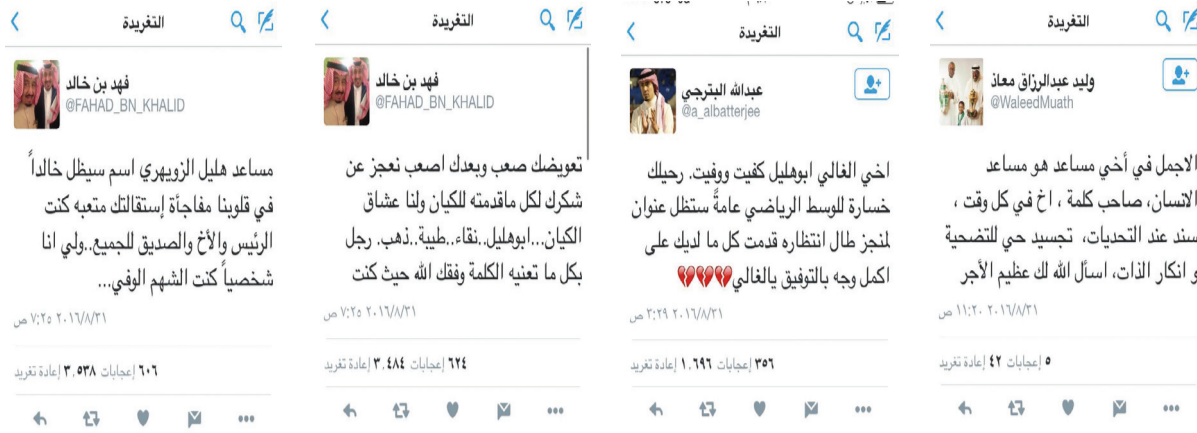 التغريدة
وليد عبدالرزاق معاذ
@WaleedMuath
الاجمل في أخي مساعد هو مساعد
الانسان، صاحب كلمة ، اخ في كل وقت ،
سند عند التحديات، تجسيد حي للتضحية
و انكار الذات، اسأل الله لك عظيم الأجر
٢٠١٦/٨/٣١ ١١:٢٠ ص
٥ إعجابات ٤٢ إعادة تغريد
التغريدة
عبدالله البترجي
@a_albatterjee
اخي الغالي ابوهليل كفيت ووفيت. رحيلك
خسارة للوسط الرياضي عامةً ستظل عنوان
لمنجز طال انتظاره قدمت كل ما لديك على
اكمل وجه بالتوفيق يالغالي💔💔💔💔
٢٠١٦/٨/٣١ ٣:٢٩ ص
٣٥٦ إعجابات ١.٦٩٦ إعادة تغريد
التغريدة
فهد بن خالد
@FAHAD_BN_KHALID
تعويضك صعب وبعدك اصعب نعجز عن
شكرك لكل ماقدمته للكيان ولنا عشاق
الكيان...ابوهليل..نقاء..طيبة..ذهب. رجل
بكل ما تعنيه الكلمة وفقك الله حيث كنت
٢٠١٦/٨/٣١ ٧:٢٥ ص
٦٢٤ إعجابات ٣.٤٨٤ إعادة تغريد
التغريدة
فهد بن خالد
@FAHAD_BN_KHALID
مساعد هليل الزويهري اسم سيظل خالداً
في قلوبنا مفاجأة إستقالتك متعبه كنت
الرئيس والأخ والصديق للجميع..ولي انا
شخصياً كنت الشهم الوفي...
٢٠١٦/٨/٣١ ٧:٢٥ ص
٦٠٦ إعجابات ٣.٥٣٨ إعادة تغريد